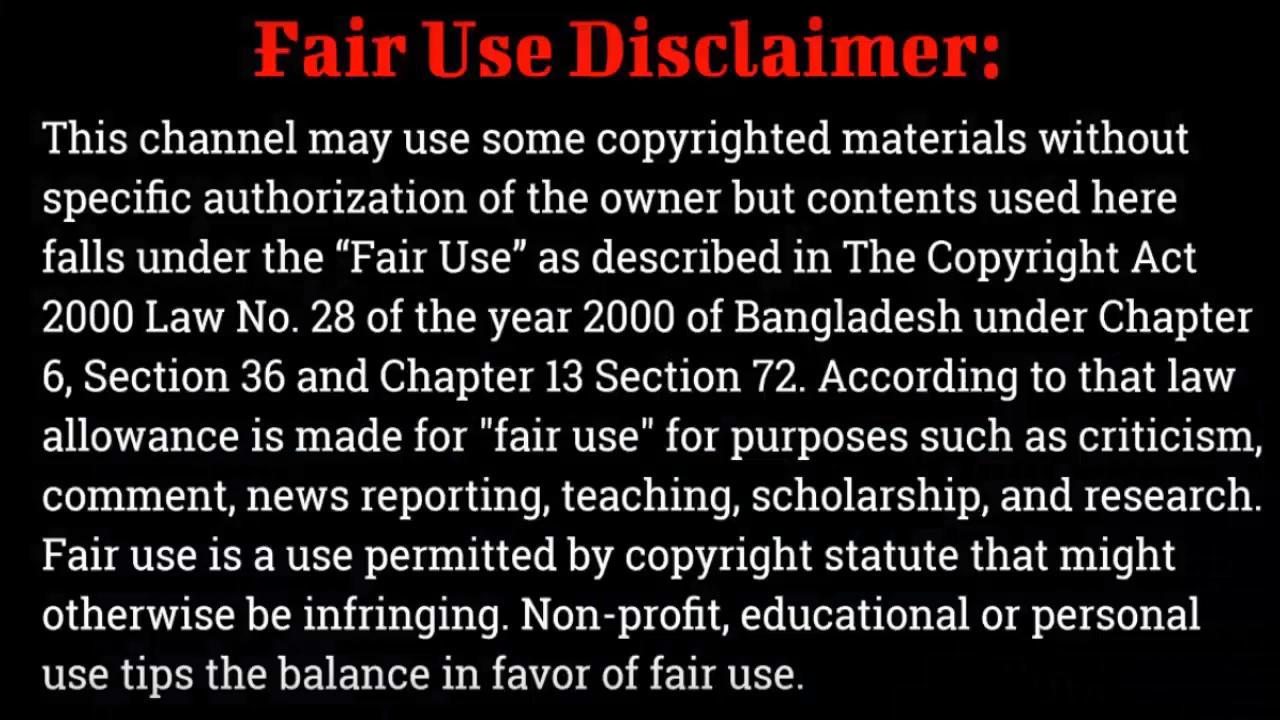 Fair Use Disclaimer:
This channel may use some copyrighted materials without
specific authorization of the owner but contents used here
falls under the “Fair Use” as described in The Copyright Act
2000 Law No. 28 of the year 2000 of Bangladesh under Chapter
6, Section 36 and Chapter 13 Section 72. According to that law
allowance is made for "fair use" for purposes such as criticism,
comment, news reporting, teaching, scholarship, and research.
Fair use is a use permitted by copyright statute that might
otherwise be infringing. Non-profit, educational or personal
use tips the balance in favor of fair use.